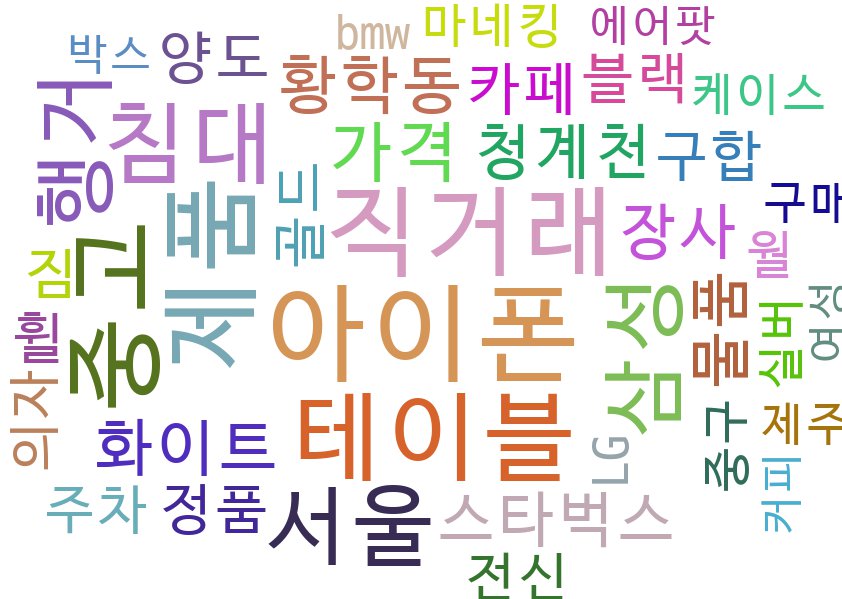 bmw
마네킹
에어팟
박스
양도
황학동
카페
블랙
케이스
행거
침대
가격
청계천
구합
제품
골드
직거래
장사
구매
월
중고
짐
아이폰
삼성
물품
실버
여성
휠
의자
화이트
테이블
LG
중구
제주
커피
주차
정품
서울
스타벅스
전신